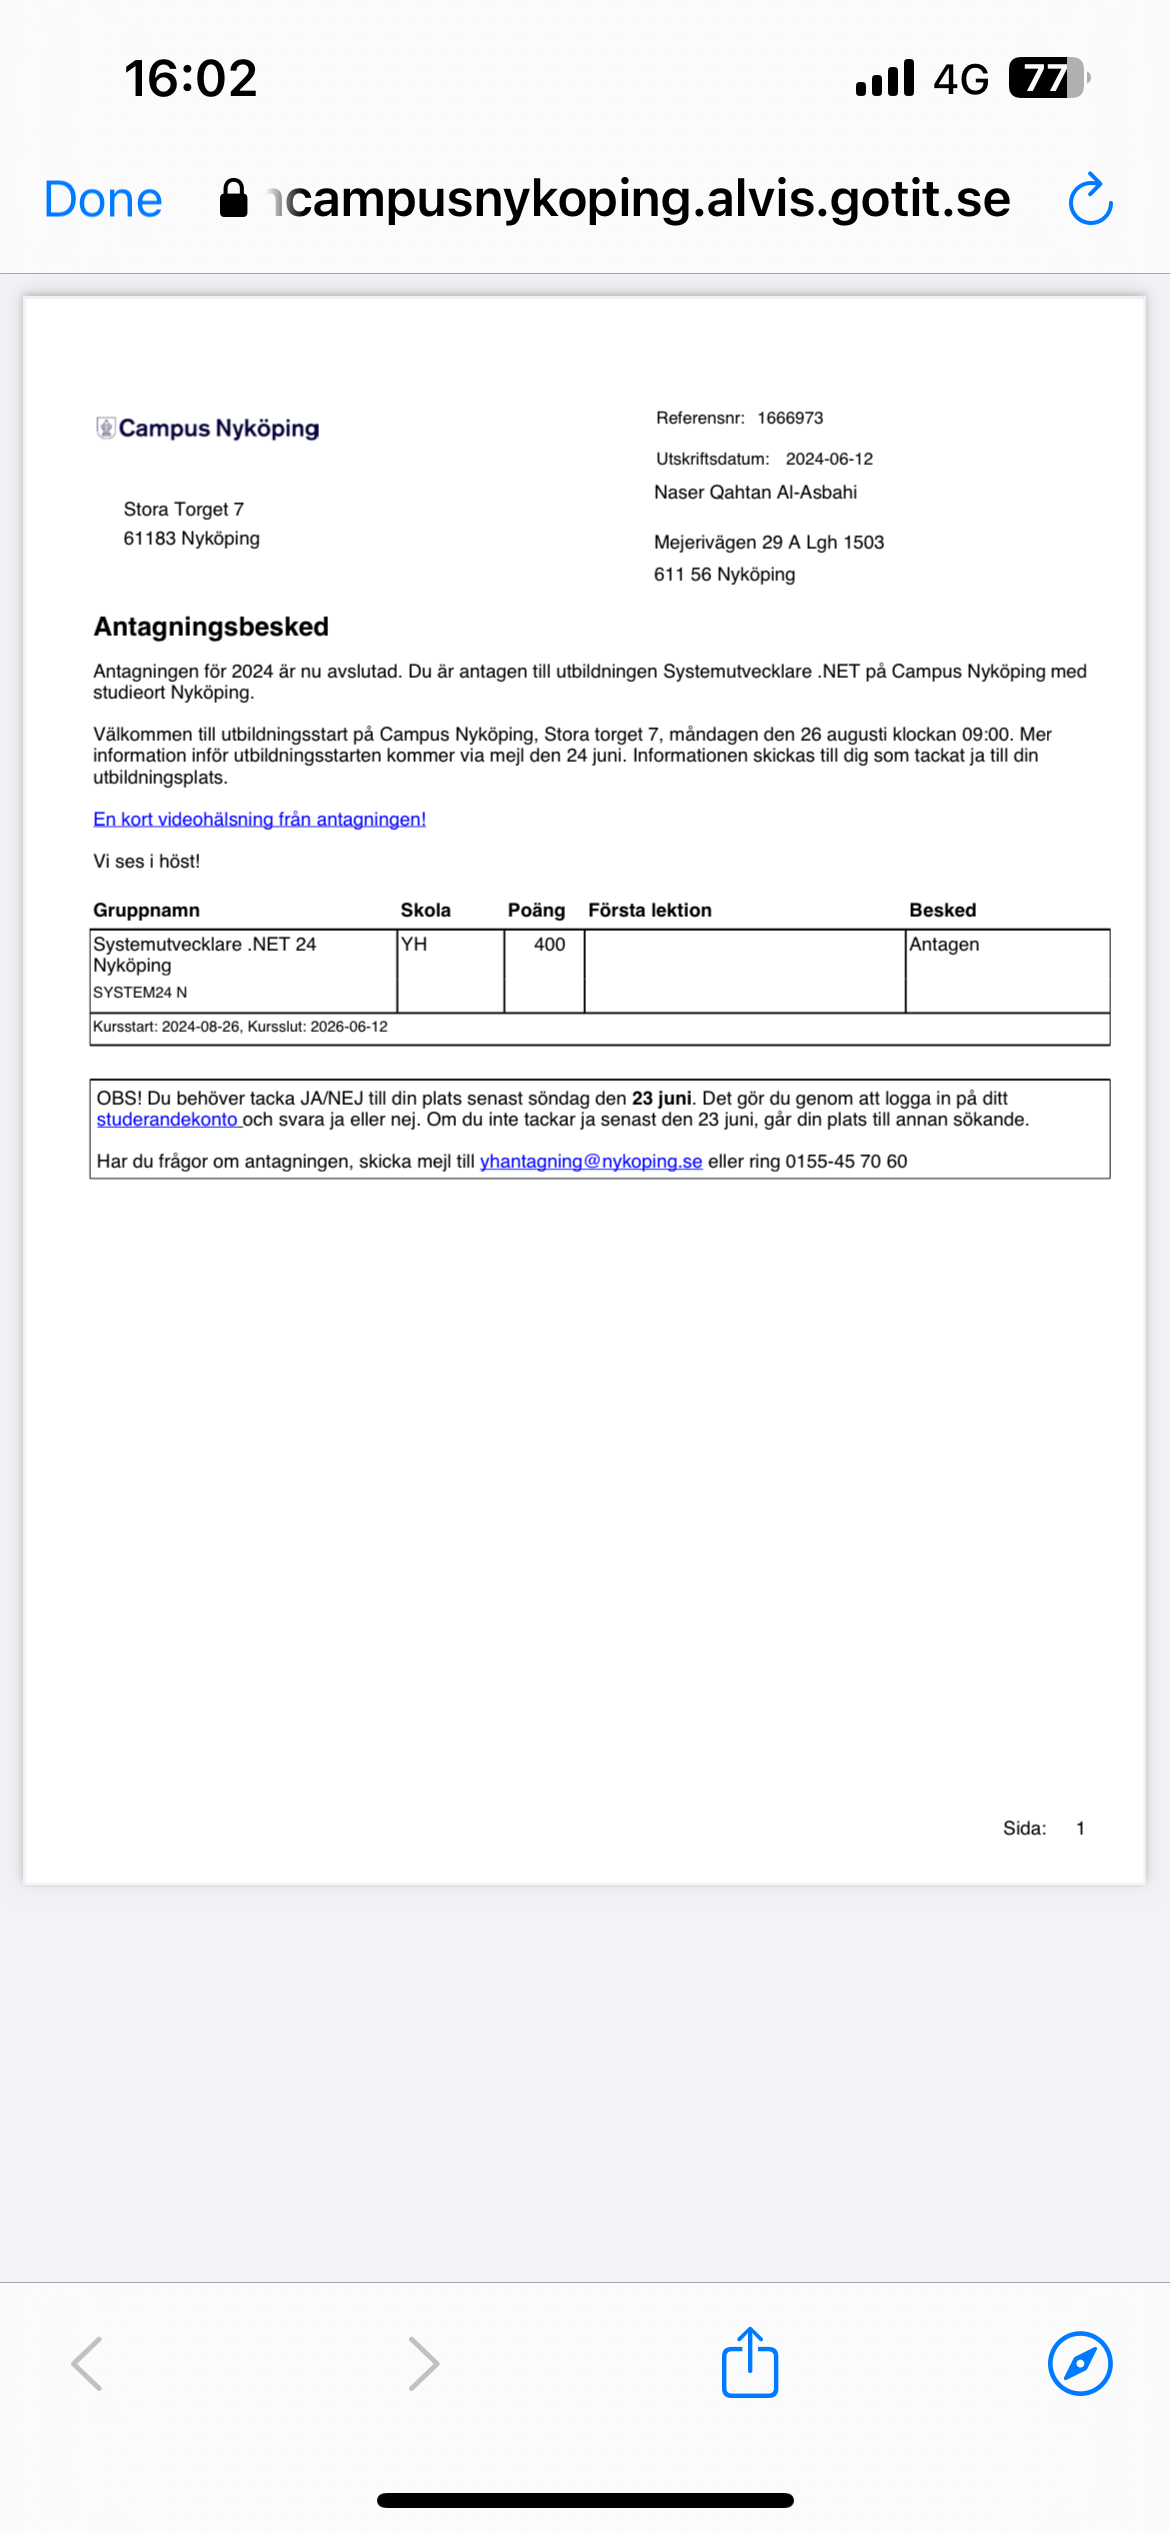 16:02
4G
77
Done
campusnykoping.alvis.gotit.se
Campus Nyköping
Referensnr: 1666973
Utskriftsdatum: 2024-06-12
Naser Qahtan Al-Asbahi
Stora Torget 7
61183 Nyköping
Mejerivägen 29 A Lgh 1503
611 56 Nyköping
Antagningsbesked
Antagningen för 2024 är nu avslutad. Du är antagen till utbildningen Systemutvecklare .NET på Campus Nyköping med
studieort Nyköping.
Välkommen till utbildningsstart på Campus Nyköping, Stora torget 7, måndagen den 26 augusti klockan 09:00. Mer
information inför utbildningsstarten kommer via mejl den 24 juni. Informationen skickas till dig som tackat ja till din
utbildningsplats.
En kort videohälsning från antagningen!
Vi ses i höst!
Gruppnamn Skola Poäng Första lektion Besked
Systemutvecklare .NET 24 YH 400 Antagen
Nyköping
SYSTEM24 N
Kursstart: 2024-08-26, Kursslut: 2026-06-12
OBS! Du behöver tacka JA/NEJ till din plats senast söndag den 23 juni. Det gör du genom att logga in på ditt
studerandekonto och svara ja eller nej. Om du inte tackar ja senast den 23 juni, går din plats till annan sökande.
Har du frågor om antagningen, skicka mejl till yhantagning@nykoping.se eller ring 0155-45 70 60
Sida: 1